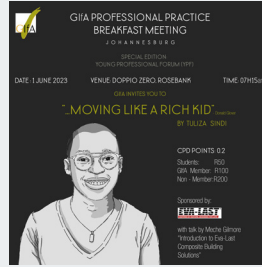 GIfA
GIfA PROFESSIONAL PRACTICE
BREAKFAST MEETING
JOHANNESBURG
SPECIAL EDITION
YOUNG PROFESSIONAL FORUM (YPF)
DATE: 1 JUNE 2023 VENUE: DOPPIO ZERO, ROSEBANK TIME: 07H15
GIfA INVITES YOU TO
"...MOVING LIKE A RICH KID"
BY TULIZA SINDI
CPD POINTS 0.2
Students: R50
GIfA Member: R100
Non - Member:R200
Sponsored by:
EVA-LAST
with talk by Moche Gilmore
"Introduction to Eva-Last
Composite Building
Solutions"